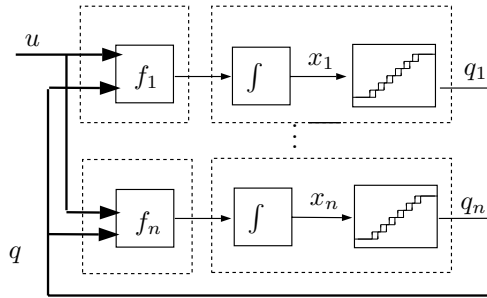 u
f₁
∫
x₁
q₁
⋮
fₙ
∫
xₙ
qₙ
q